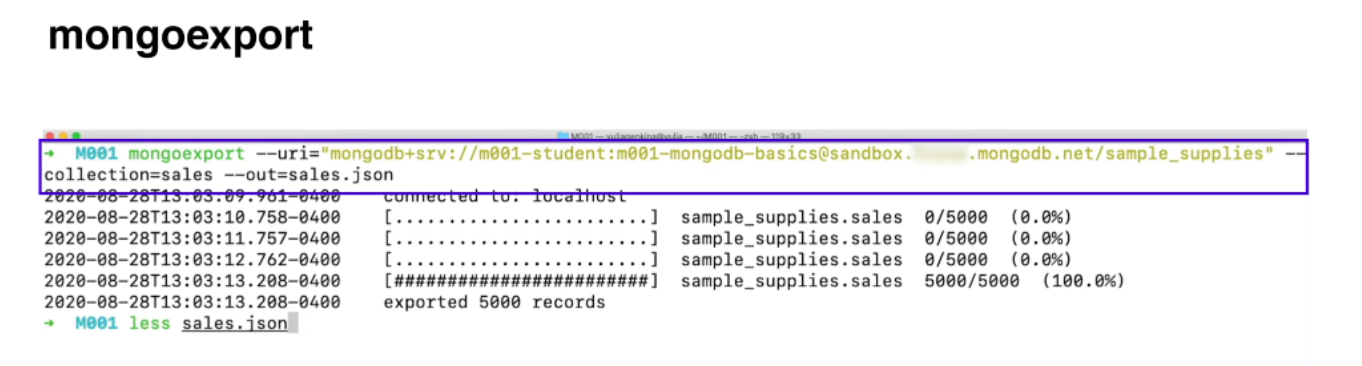 mongoexport
M001 — yuliagenkina@yulia — ~/M001 — -zsh — 119×33
→ M001 mongoexport --uri="mongodb+srv://m001-student:m001-mongodb-basics@sandbox. .mongodb.net/sample_supplies" --
collection=sales --out=sales.json
2020-08-28T13:03:09.961-0400 connected to: localhost
2020-08-28T13:03:10.758-0400 [........................] sample_supplies.sales 0/5000 (0.0%)
2020-08-28T13:03:11.757-0400 [........................] sample_supplies.sales 0/5000 (0.0%)
2020-08-28T13:03:12.762-0400 [........................] sample_supplies.sales 0/5000 (0.0%)
2020-08-28T13:03:13.208-0400 [########################] sample_supplies.sales 5000/5000 (100.0%)
2020-08-28T13:03:13.208-0400 exported 5000 records
→ M001 less sales.json